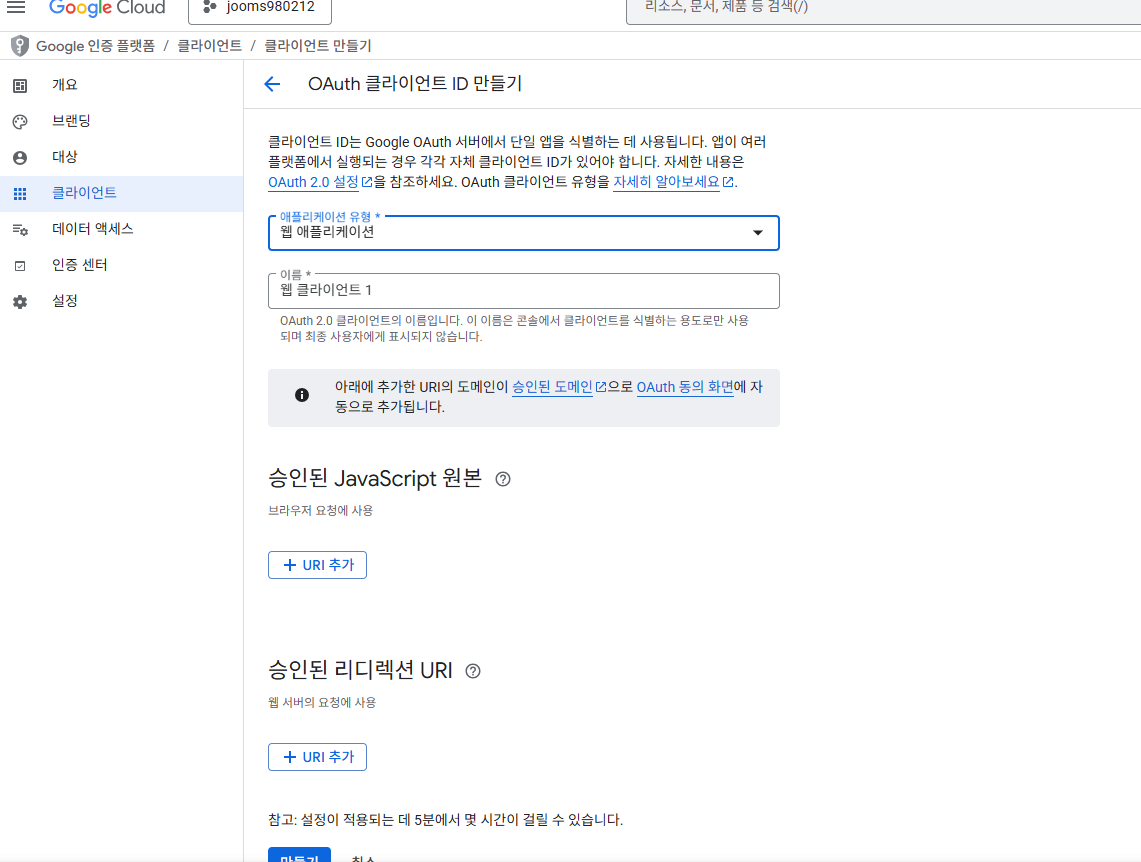 Google Cloud
jooms980212
리소스, 문서, 제품 등 검색(/)
Google 인증 플랫폼 / 클라이언트 / 클라이언트 만들기
개요
브랜딩
대상
클라이언트
데이터 액세스
인증 센터
설정
OAuth 클라이언트 ID 만들기
클라이언트 ID는 Google OAuth 서버에서 단일 앱을 식별하는 데 사용됩니다. 앱이 여러
플랫폼에서 실행되는 경우 각각 자체 클라이언트 ID가 있어야 합니다. 자세한 내용은
OAuth 2.0 설정을 참조하세요. OAuth 클라이언트 유형을 자세히 알아보세요.
애플리케이션 유형 *
웹 애플리케이션
이름 *
웹 클라이언트 1
OAuth 2.0 클라이언트의 이름입니다. 이 이름은 콘솔에서 클라이언트를 식별하는 용도로만 사용
되며 최종 사용자에게 표시되지 않습니다.
아래에 추가한 URI의 도메인이 승인된 도메인으로 OAuth 동의 화면에 자
동으로 추가됩니다.
승인된 JavaScript 원본
브라우저 요청에 사용
+ URI 추가
승인된 리디렉션 URI
웹 서버의 요청에 사용
+ URI 추가
참고: 설정이 적용되는 데 5분에서 몇 시간이 걸릴 수 있습니다.
만들기
취소